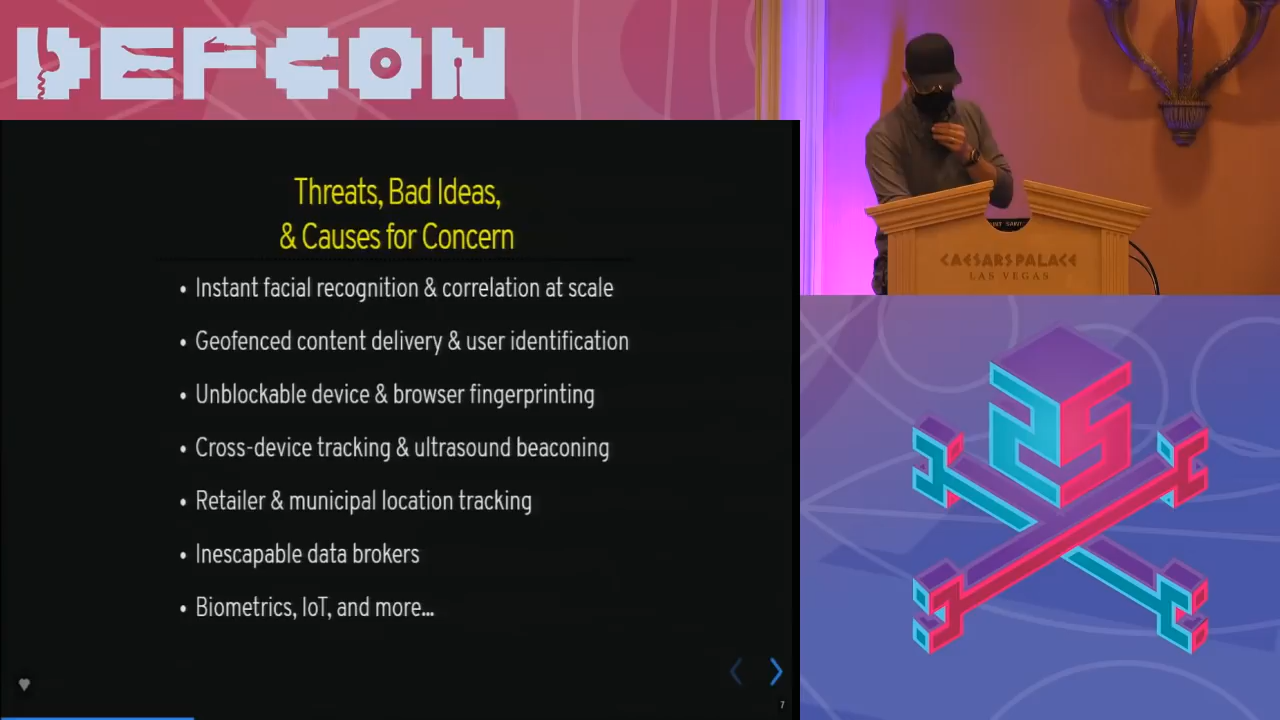 DEFCON
Threats, Bad Ideas,
& Causes for Concern
• Instant facial recognition & correlation at scale
• Geofenced content delivery & user identification
• Unblockable device & browser fingerprinting
• Cross-device tracking & ultrasound beaconing
• Retailer & municipal location tracking
• Inescapable data brokers
• Biometrics, IoT, and more...
7
CAESARS PALACE
LAS VEGAS
25